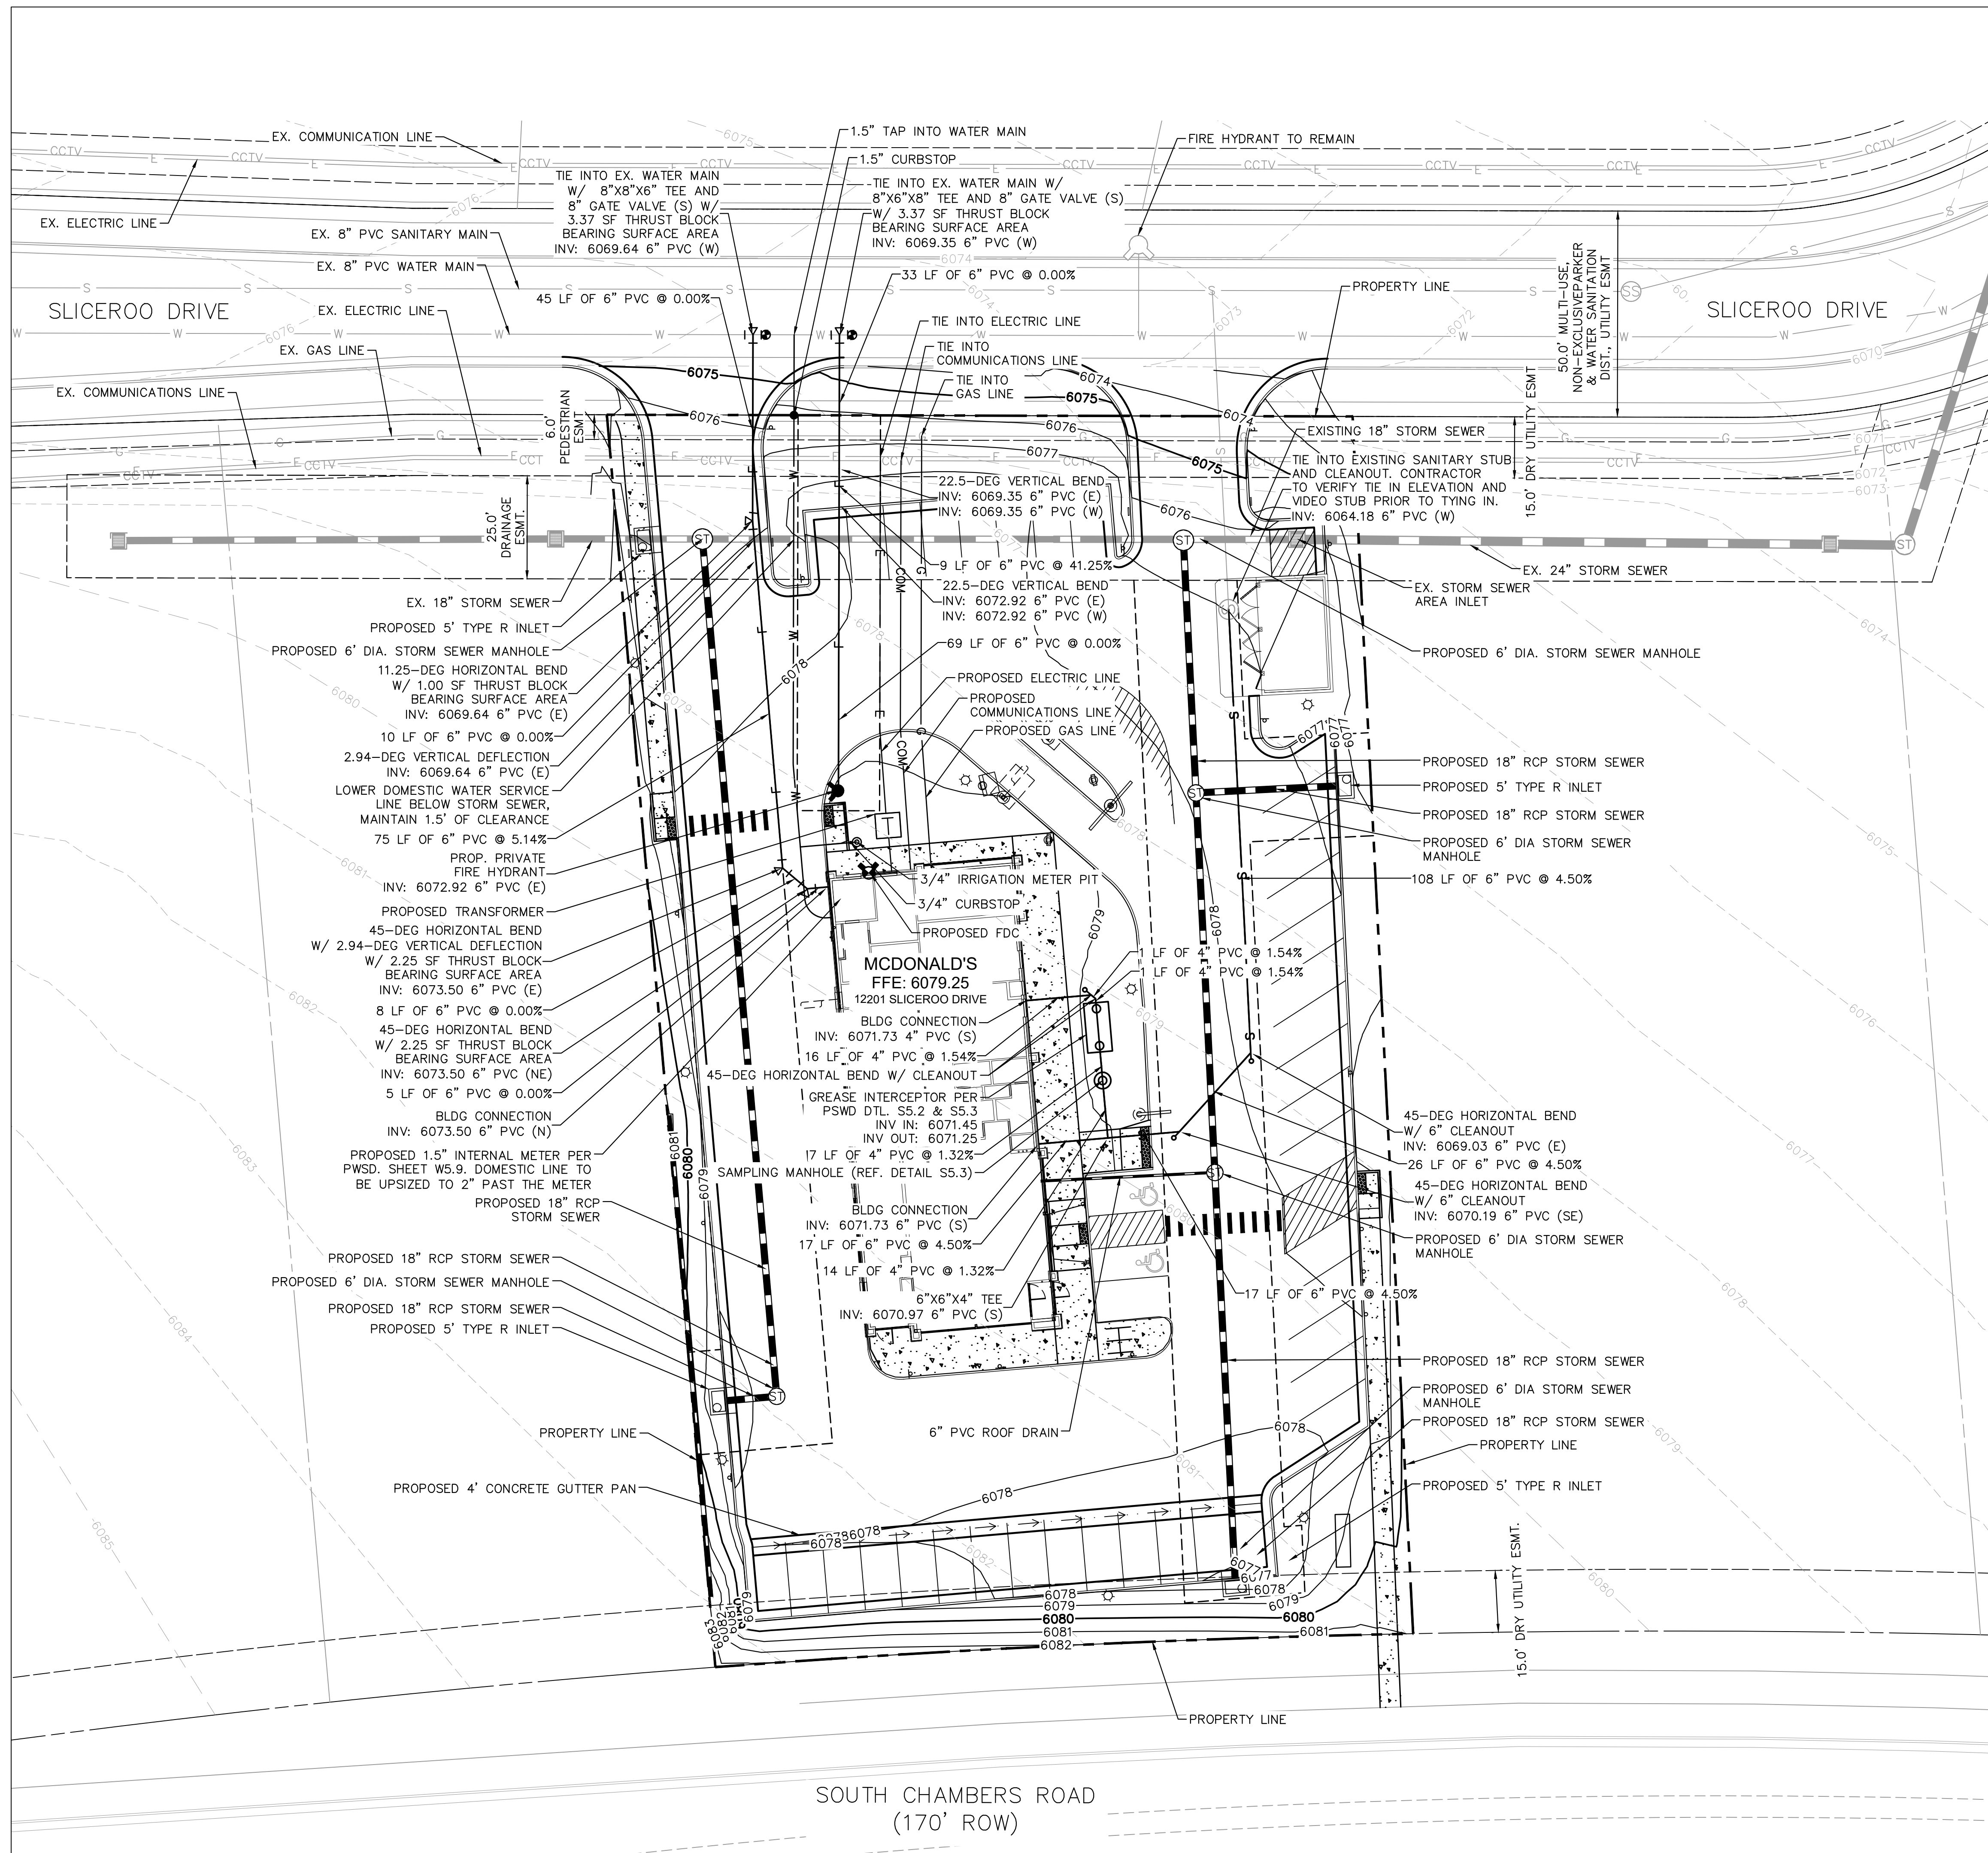 EX. COMMUNICATION LINE
EX. ELECTRIC LINE
EX. 8" PVC SANITARY MAIN
EX. 8" PVC WATER MAIN
SLICEROO DRIVE
EX. ELECTRIC LINE
EX. GAS LINE
EX. COMMUNICATIONS LINE
1.5" TAP INTO WATER MAIN
1.5" CURBSTOP
TIE INTO EX. WATER MAIN
W/ 8"X8"X6" TEE AND
8" GATE VALVE (S) W/
3.37 SF THRUST BLOCK
BEARING SURFACE AREA
INV: 6069.64 6" PVC (W)
45 LF OF 6" PVC @ 0.00%
TIE INTO EX. WATER MAIN W/
8"X6"X8" TEE AND 8" GATE VALVE (S)
W/ 3.37 SF THRUST BLOCK
BEARING SURFACE AREA
INV: 6069.35 6" PVC (W)
33 LF OF 6" PVC @ 0.00%
FIRE HYDRANT TO REMAIN
PROPERTY LINE
50.0' MULTI-USE,
NON-EXCLUSIVEPARKER
& WATER SANITATION
DIST., UTILITY ESMT
SLICEROO DRIVE
TIE INTO ELECTRIC LINE
TIE INTO
COMMUNICATIONS LINE
TIE INTO
GAS LINE
6.0'
PEDESTRIAN
ESMT
25.0'
DRAINAGE
ESMT.
15.0' DRY UTILITY ESMT
EXISTING 18" STORM SEWER
TIE INTO EXISTING SANITARY STUB
AND CLEANOUT. CONTRACTOR
TO VERIFY TIE IN ELEVATION AND
VIDEO STUB PRIOR TO TYING IN.
INV: 6064.18 6" PVC (W)
22.5-DEG VERTICAL BEND
INV: 6069.35 6" PVC (E)
INV: 6069.35 6" PVC (W)
9 LF OF 6" PVC @ 41.25%
22.5-DEG VERTICAL BEND
INV: 6072.92 6" PVC (E)
INV: 6072.92 6" PVC (W)
69 LF OF 6" PVC @ 0.00%
PROPOSED ELECTRIC LINE
PROPOSED
COMMUNICATIONS LINE
PROPOSED GAS LINE
EX. 24" STORM SEWER
EX. STORM SEWER
AREA INLET
PROPOSED 6' DIA. STORM SEWER MANHOLE
EX. 18" STORM SEWER
PROPOSED 5' TYPE R INLET
PROPOSED 6' DIA. STORM SEWER MANHOLE
11.25-DEG HORIZONTAL BEND
W/ 1.00 SF THRUST BLOCK
BEARING SURFACE AREA
INV: 6069.64 6" PVC (E)
10 LF OF 6" PVC @ 0.00%
2.94-DEG VERTICAL DEFLECTION
INV: 6069.64 6" PVC (E)
LOWER DOMESTIC WATER SERVICE
LINE BELOW STORM SEWER,
MAINTAIN 1.5' OF CLEARANCE
75 LF OF 6" PVC @ 5.14%
PROP. PRIVATE
FIRE HYDRANT
INV: 6072.92 6" PVC (E)
PROPOSED TRANSFORMER
45-DEG HORIZONTAL BEND
W/ 2.94-DEG VERTICAL DEFLECTION
W/ 2.25 SF THRUST BLOCK
BEARING SURFACE AREA
INV: 6073.50 6" PVC (E)
8 LF OF 6" PVC @ 0.00%
45-DEG HORIZONTAL BEND
W/ 2.25 SF THRUST BLOCK
BEARING SURFACE AREA
INV: 6073.50 6" PVC (NE)
5 LF OF 6" PVC @ 0.00%
BLDG CONNECTION
INV: 6073.50 6" PVC (N)
PROPOSED 1.5" INTERNAL METER PER
PWSD. SHEET W5.9. DOMESTIC LINE TO
BE UPSIZED TO 2" PAST THE METER
PROPOSED 18" RCP
STORM SEWER
PROPOSED 18" RCP STORM SEWER
PROPOSED 6' DIA. STORM SEWER MANHOLE
PROPOSED 18" RCP STORM SEWER
PROPOSED 5' TYPE R INLET
PROPERTY LINE
PROPOSED 4' CONCRETE GUTTER PAN
3/4" IRRIGATION METER PIT
3/4" CURBSTOP
PROPOSED FDC
MCDONALD'S
FFE: 6079.25
12201 SLICEROO DRIVE
1 LF OF 4" PVC @ 1.54%
1 LF OF 4" PVC @ 1.54%
BLDG CONNECTION
INV: 6071.73 4" PVC (S)
16 LF OF 4" PVC @ 1.54%
45-DEG HORIZONTAL BEND W/ CLEANOUT
GREASE INTERCEPTOR PER
PSWD DTL. S5.2 & S5.3
INV IN: 6071.45
INV OUT: 6071.25
7 LF OF 4" PVC @ 1.32%
SAMPLING MANHOLE (REF. DETAIL S5.3)
BLDG CONNECTION
INV: 6071.73 6" PVC (S)
17 LF OF 6" PVC @ 4.50%
14 LF OF 4" PVC @ 1.32%
6"X6"X4" TEE
INV: 6070.97 6" PVC (S)
6" PVC ROOF DRAIN
PROPOSED 18" RCP STORM SEWER
PROPOSED 5' TYPE R INLET
PROPOSED 18" RCP STORM SEWER
PROPOSED 6' DIA STORM SEWER
MANHOLE
108 LF OF 6" PVC @ 4.50%
45-DEG HORIZONTAL BEND
W/ 6" CLEANOUT
INV: 6069.03 6" PVC (E)
26 LF OF 6" PVC @ 4.50%
45-DEG HORIZONTAL BEND
W/ 6" CLEANOUT
INV: 6070.19 6" PVC (SE)
PROPOSED 6' DIA STORM SEWER
MANHOLE
17 LF OF 6" PVC @ 4.50%
PROPOSED 18" RCP STORM SEWER
PROPOSED 6' DIA STORM SEWER
MANHOLE
PROPOSED 18" RCP STORM SEWER
PROPERTY LINE
PROPOSED 5' TYPE R INLET
15.0' DRY UTILITY ESMT.
PROPERTY LINE
SOUTH CHAMBERS ROAD
(170' ROW)